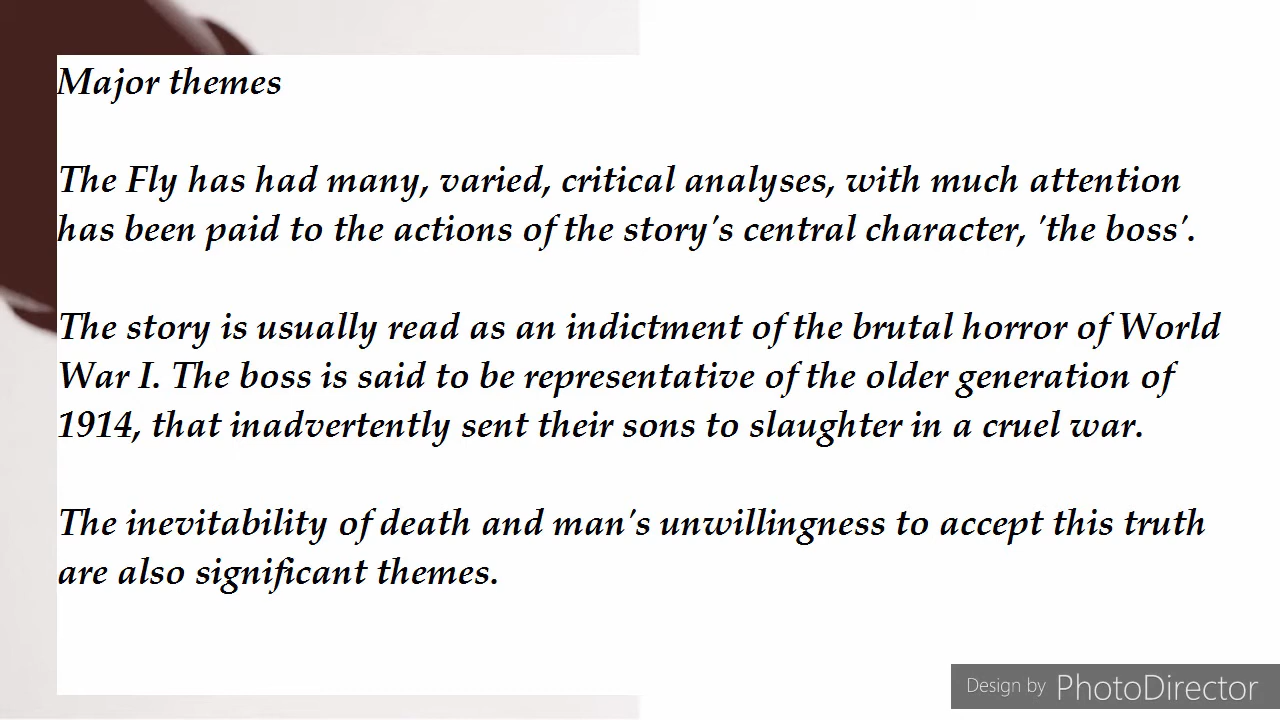 Major themes
The Fly has had many, varied, critical analyses, with much attention
has been paid to the actions of the story's central character, 'the boss'.
The story is usually read as an indictment of the brutal horror of World
War I. The boss is said to be representative of the older generation of
1914, that inadvertently sent their sons to slaughter in a cruel war.
The inevitability of death and man's unwillingness to accept this truth
are also significant themes.
Design by PhotoDirector